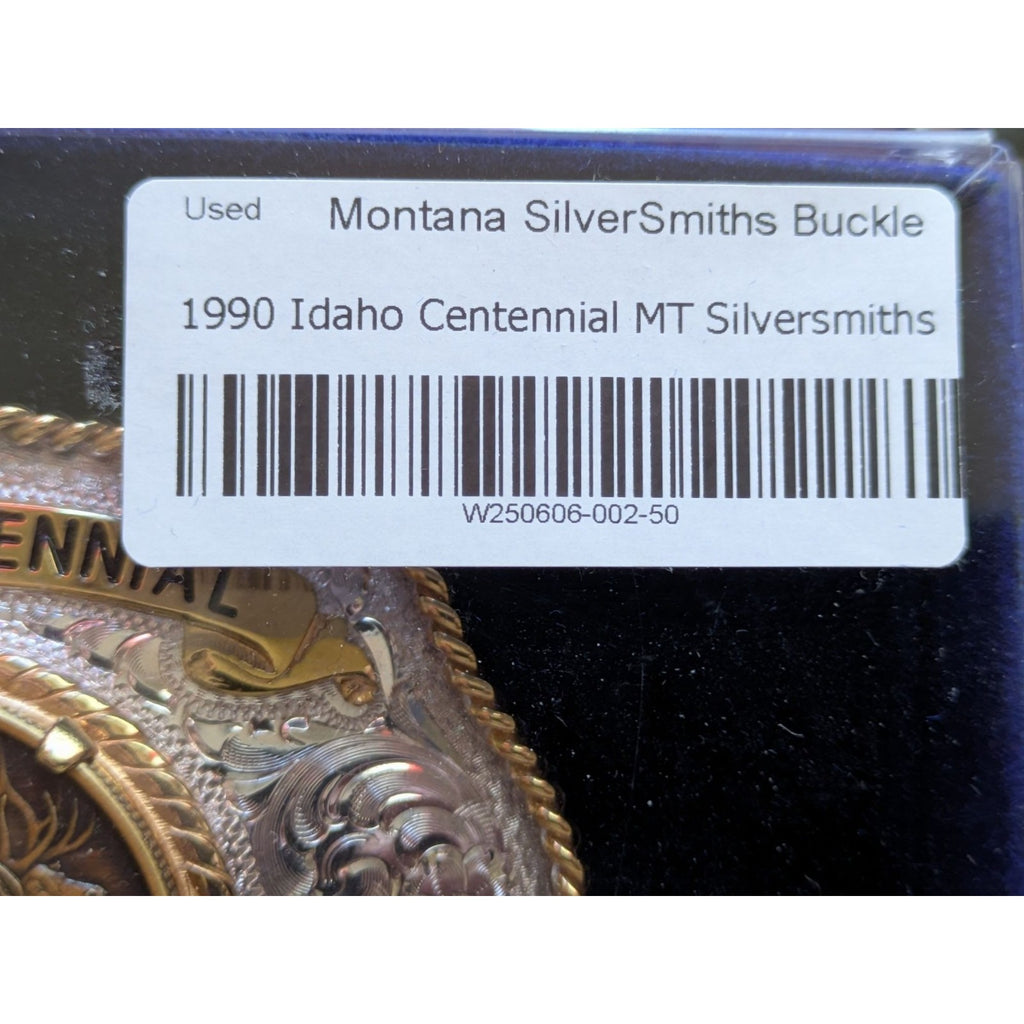 Used Montana SilverSmiths Buckle
1990 Idaho Centennial MT Silversmiths
W250606-002-50
ENNIAL